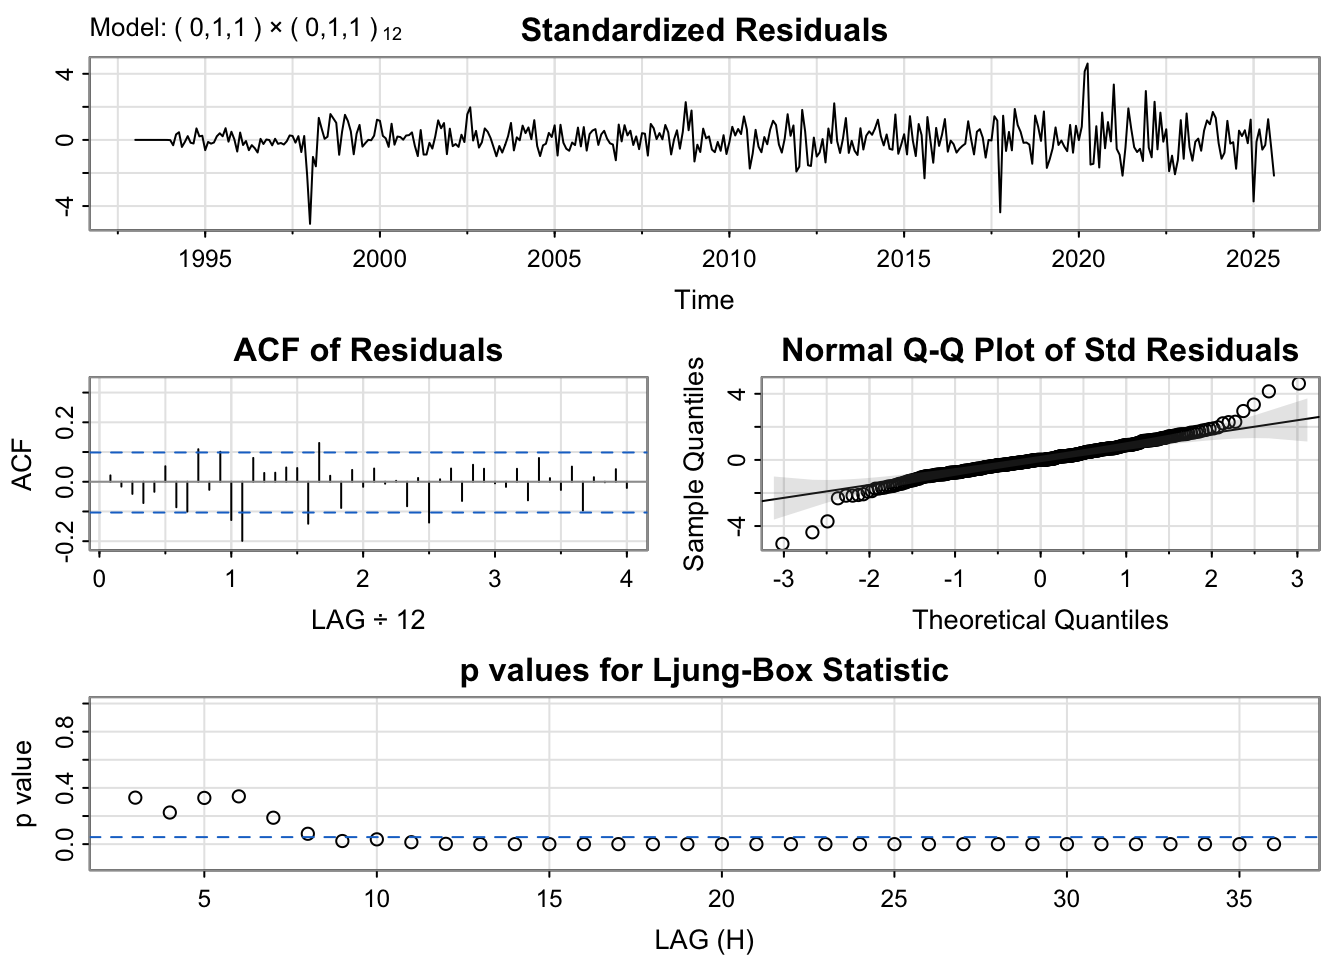 Model: ( 0,1,1 ) × ( 0,1,1 ) 12
Standardized Residuals
4
0
-4
1995 2000 2005 2010 2015 2020 2025
Time
ACF of Residuals
ACF
0.2
0.0
-0.2
0 1 2 3 4
LAG ÷ 12
Normal Q-Q Plot of Std Residuals
Sample Quantiles
4
0
-4
-3 -2 -1 0 1 2 3
Theoretical Quantiles
p values for Ljung-Box Statistic
p value
0.8
0.4
0.0
5 10 15 20 25 30 35
LAG (H)